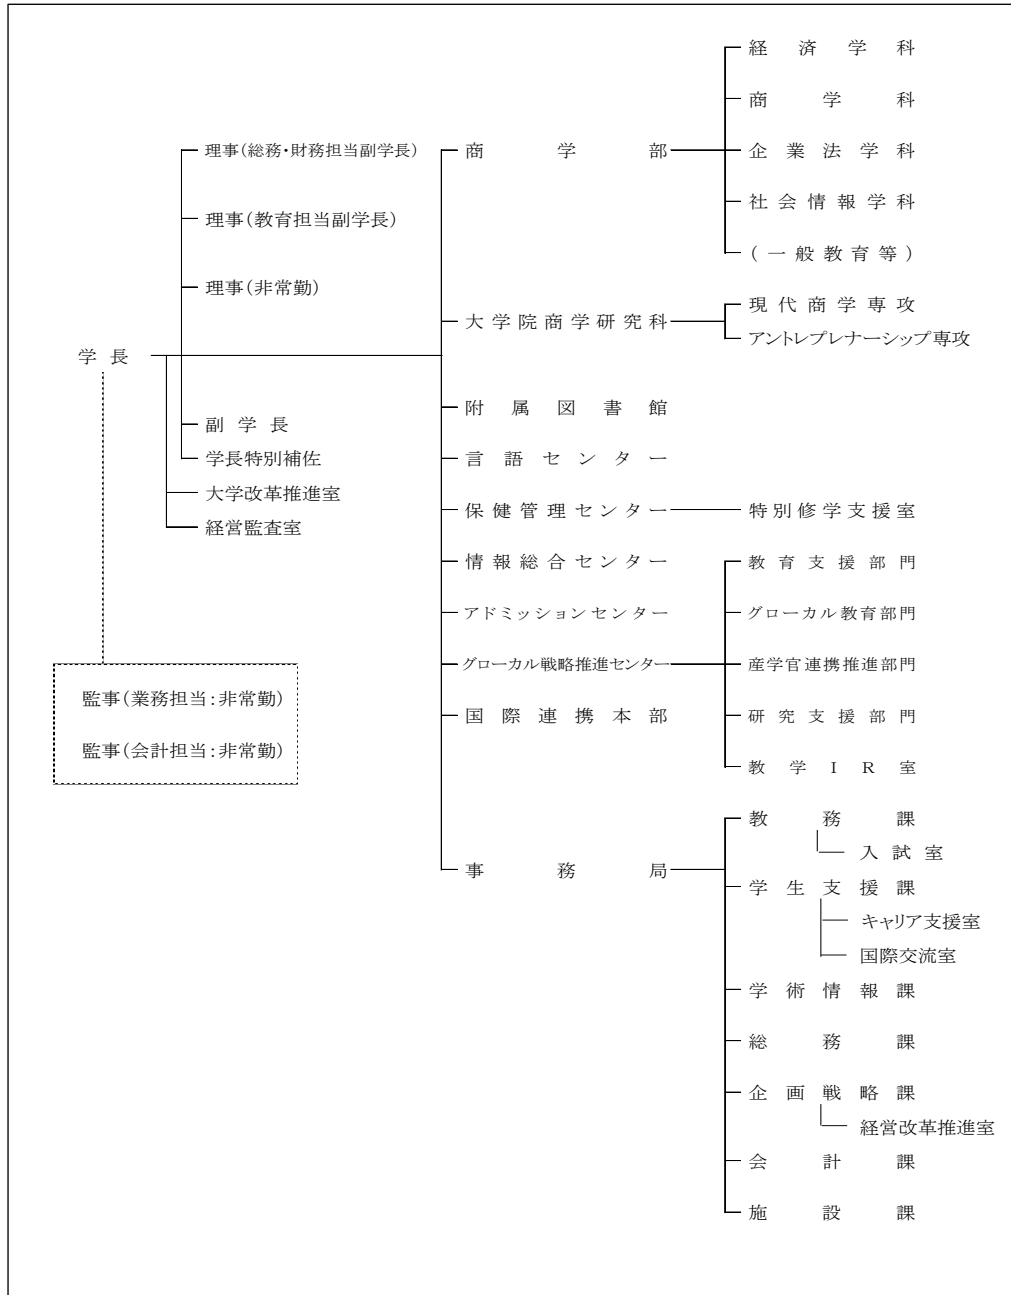 経済学科
商学科
理事(総務・財務担当副学長)
商学部
企業法学科
社会情報学科
理事(教育担当副学長)
(一般教育等)
理事(非常勤)
現代商学専攻
大学院商学研究科
アントレプレナーシップ専攻
学長
附属図書館
副学長
学長特別補佐
言語センター
大学改革推進室
保健管理センター
特別修学支援室
経営監査室
情報総合センター
教育支援部門
アドミッションセンター
グローカル教育部門
グローカル戦略推進センター
産学官連携推進部門
監事(業務担当:非常勤)
国際連携本部
研究支援部門
監事(会計担当:非常勤)
教学IR室
教務課
入試室
事務局
学生支援課
キャリア支援室
国際交流室
学術情報課
総務課
企画戦略課
経営改革推進室
会計課
施設課